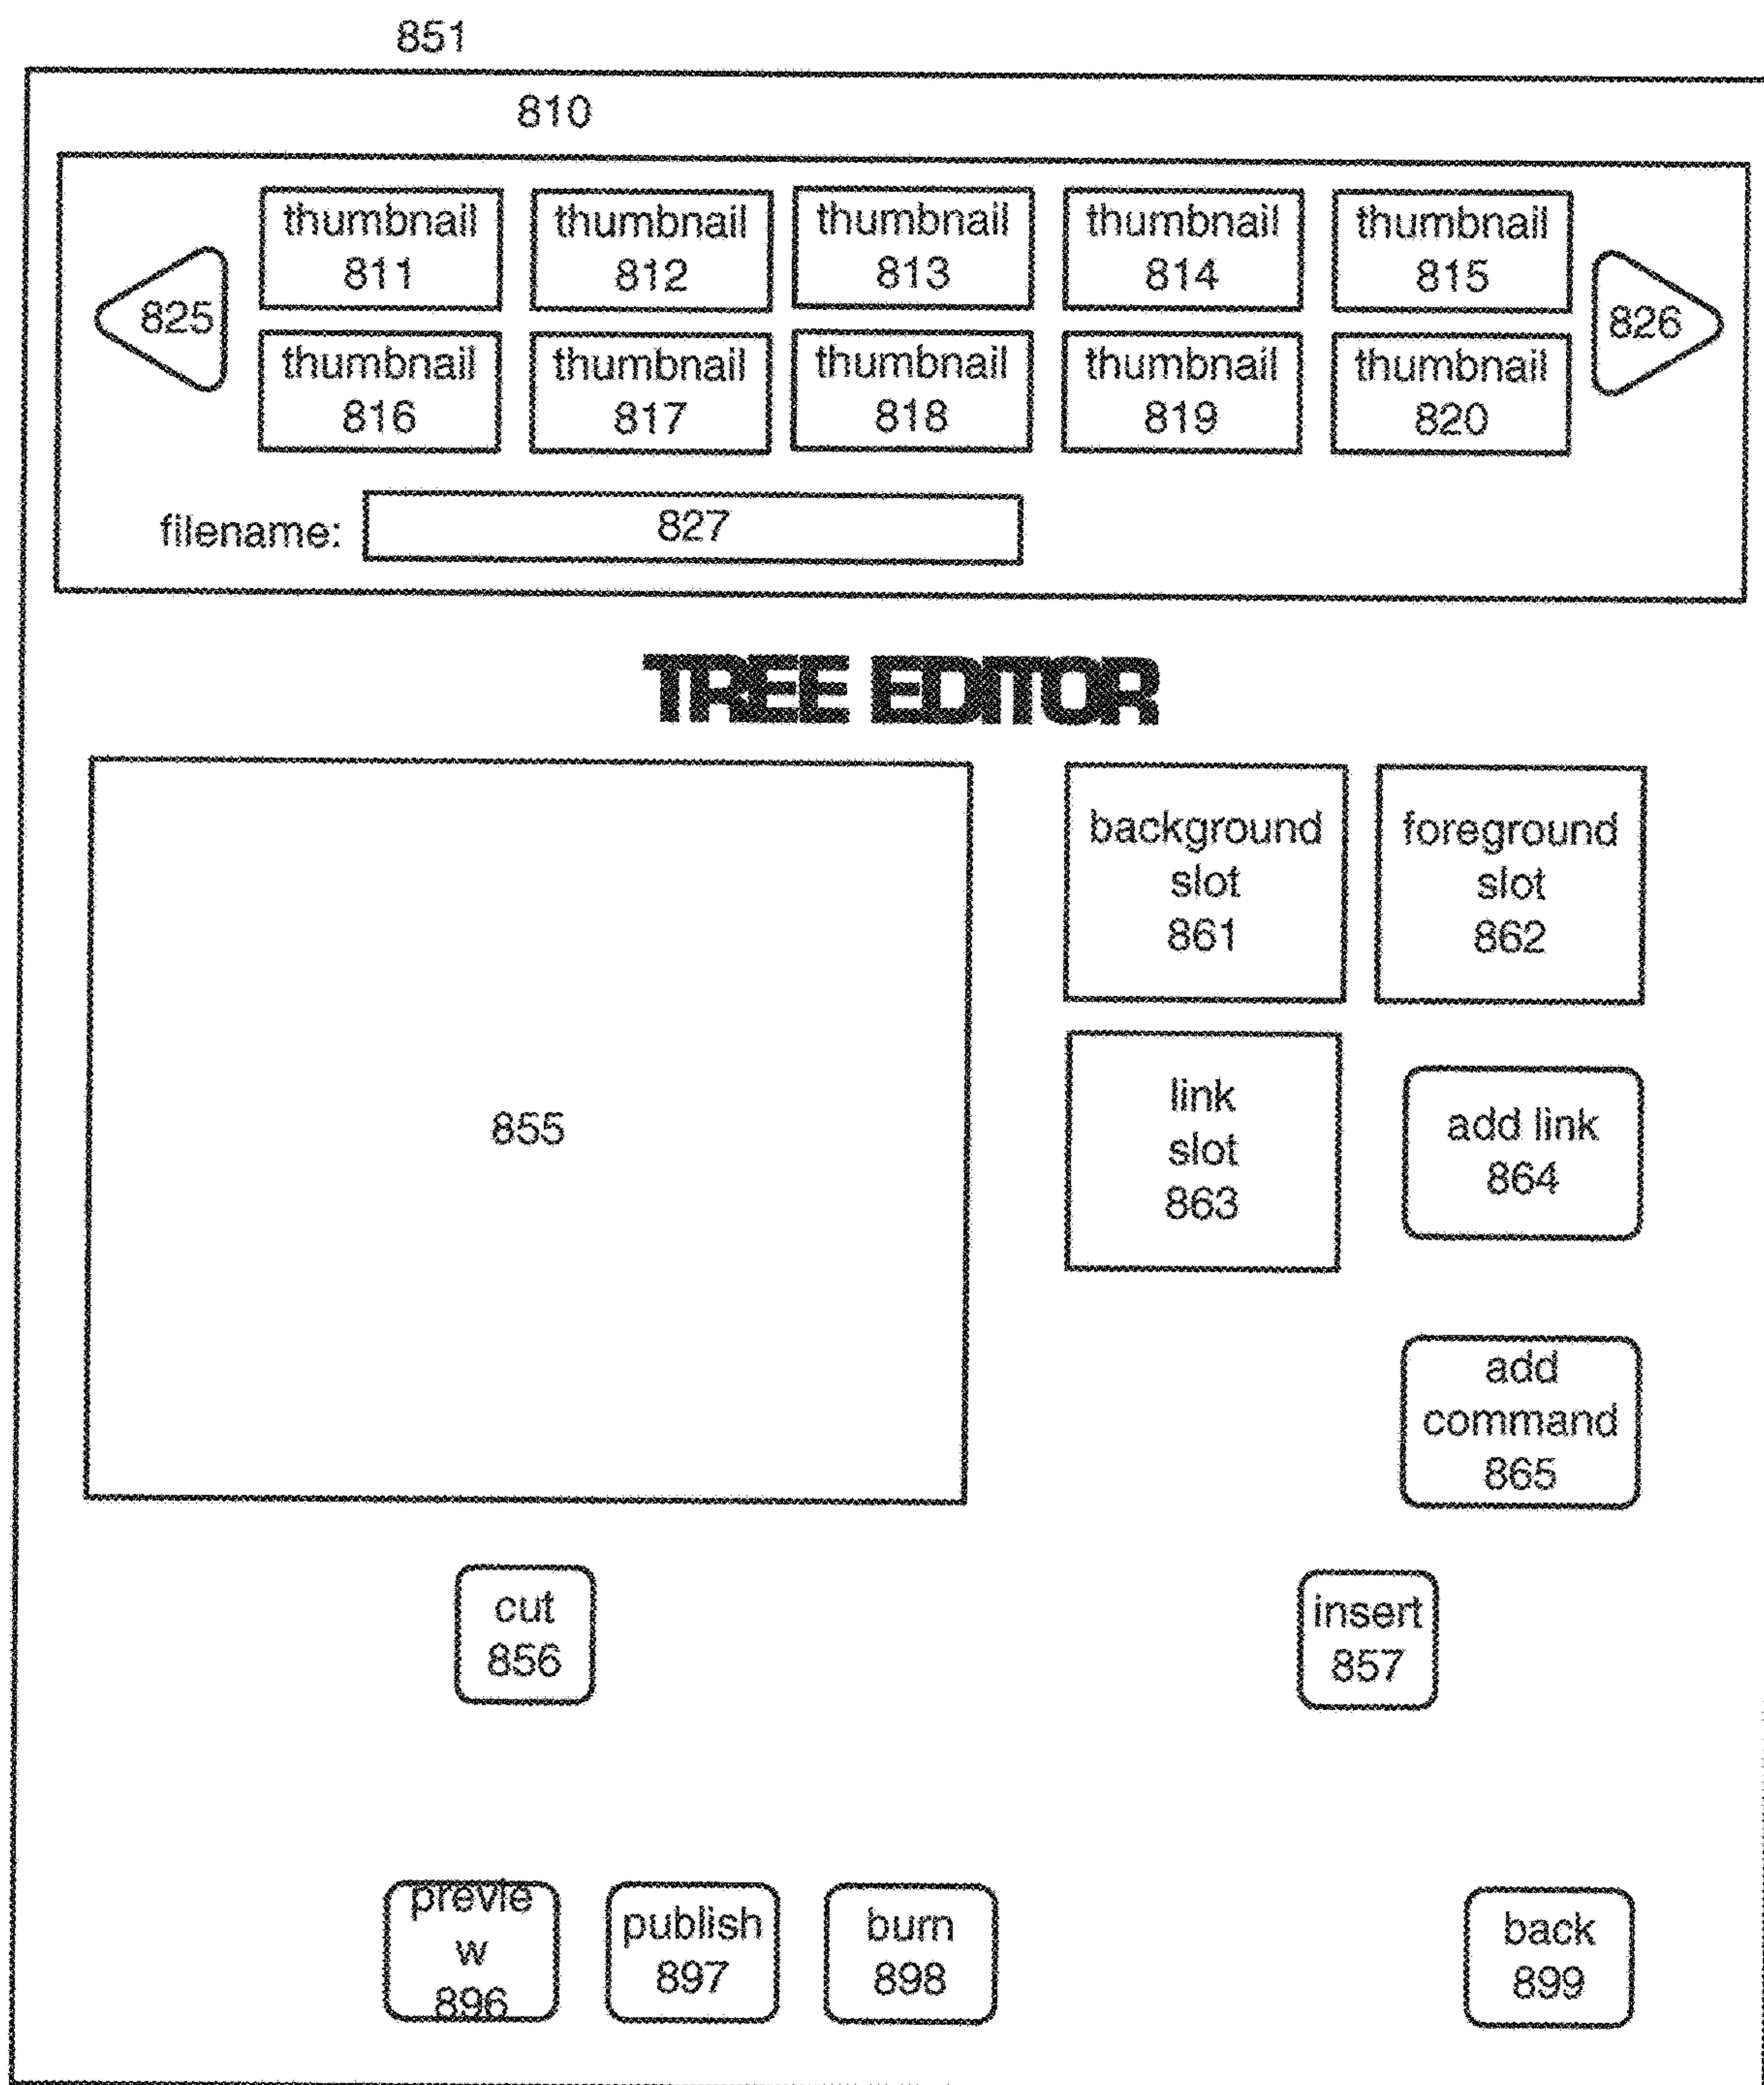 851
810
thumbnail
811
thumbnail
812
thumbnail
813
thumbnail
814
thumbnail
815
825
826
thumbnail
816
thumbnail
817
thumbnail
818
thumbnail
819
thumbnail
820
filename:
827
TREE EDITOR
background
slot
861
foreground
slot
862
855
link
slot
863
add link
864
add
command
865
cut
856
insert
857
previe
w
896
publish
897
burn
898
back
899